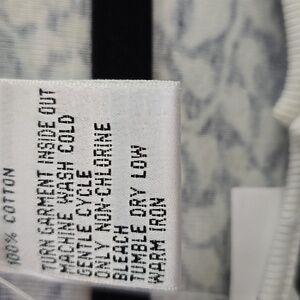 100% COTTON
TURN GARMENT INSIDE OUT
MACHINE WASH COLD
GENTLE CYCLE
ONLY NON-CHLORINE
BLEACH
TUMBLE DRY LOW
WARM IRON